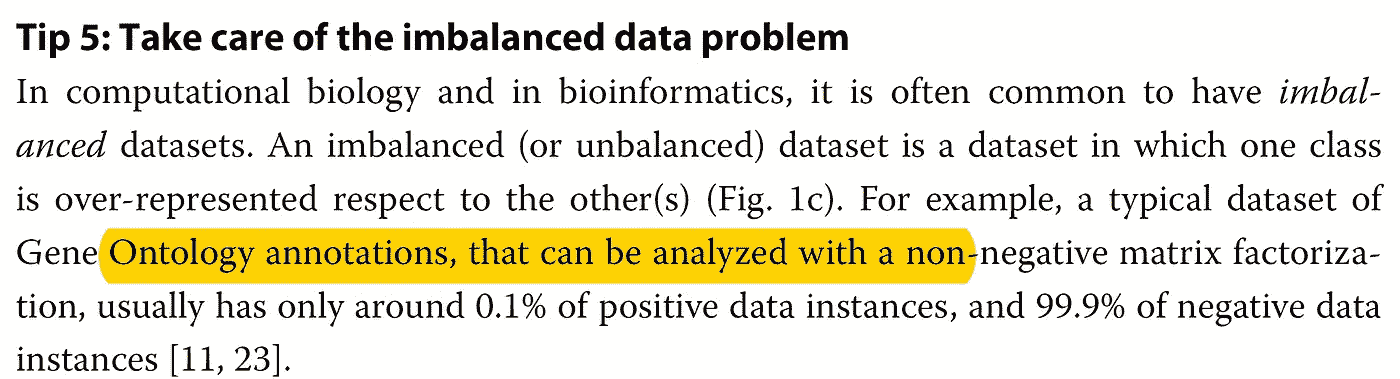 Tip 5: Take care of the imbalanced data problem
In computational biology and in bioinformatics, it is often common to have imbal-
anced datasets. An imbalanced (or unbalanced) dataset is a dataset in which one class
is over-represented respect to the other(s) (Fig. 1c). For example, a typical dataset of
Gene Ontology annotations, that can be analyzed with a non-negative matrix factoriza-
tion, usually has only around 0.1% of positive data instances, and 99.9% of negative data
instances [11, 23].